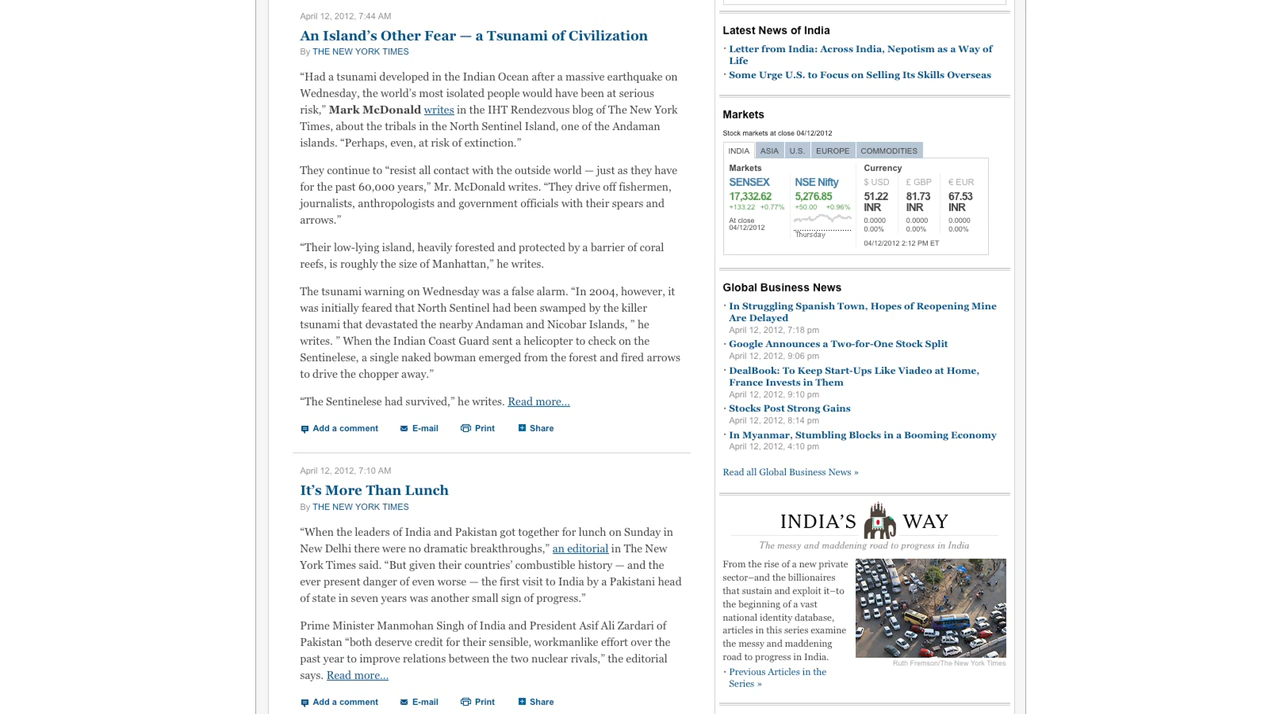 April 12, 2012, 7:44 AM
An Island’s Other Fear — a Tsunami of Civilization
By THE NEW YORK TIMES
“Had a tsunami developed in the Indian Ocean after a massive earthquake on
Wednesday, the world’s most isolated people would have been at serious
risk,” Mark McDonald writes in the IHT Rendezvous blog of The New York
Times, about the tribals in the North Sentinel Island, one of the Andaman
islands. “Perhaps, even, at risk of extinction.”
They continue to “resist all contact with the outside world — just as they have
for the past 60,000 years,” Mr. McDonald writes. “They drive off fishermen,
journalists, anthropologists and government officials with their spears and
arrows.”
“Their low-lying island, heavily forested and protected by a barrier of coral
reefs, is roughly the size of Manhattan,” he writes.
The tsunami warning on Wednesday was a false alarm. “In 2004, however, it
was initially feared that North Sentinel had been swamped by the killer
tsunami that devastated the nearby Andaman and Nicobar Islands, ” he
writes. ” When the Indian Coast Guard sent a helicopter to check on the
Sentinelese, a single naked bowman emerged from the forest and fired arrows
to drive the chopper away.”
“The Sentinelese had survived,” he writes. Read more…
Add a comment E-mail Print Share
April 12, 2012, 7:10 AM
It’s More Than Lunch
By THE NEW YORK TIMES
“When the leaders of India and Pakistan got together for lunch on Sunday in
New Delhi there were no dramatic breakthroughs,” an editorial in The New
York Times said. “But given their countries’ combustible history — and the
ever present danger of even worse — the first visit to India by a Pakistani head
of state in seven years was another small sign of progress.”
Prime Minister Manmohan Singh of India and President Asif Ali Zardari of
Pakistan “both deserve credit for their sensible, workmanlike effort over the
past year to improve relations between the two nuclear rivals,” the editorial
says. Read more…
Add a comment E-mail Print Share
Latest News of India
Letter from India: Across India, Nepotism as a Way of
Life
Some Urge U.S. to Focus on Selling Its Skills Overseas
Markets
Stock markets at close 04/12/2012
INDIA ASIA U.S. EUROPE COMMODITIES
Markets Currency
SENSEX NSE Nifty $ USD £ GBP € EUR
17,332.62 5,276.85 51.22 81.73 67.53
INR INR INR
+133.22 +0.77% +50.00 +0.96%
At close 0.0000 0.0000 0.0000
04/12/2012 0.00% 0.00% 0.00%
Thursday
04/12/2012 2:12 PM ET
Global Business News
In Struggling Spanish Town, Hopes of Reopening Mine
Are Delayed
April 12, 2012, 7:18 pm
Google Announces a Two-for-One Stock Split
April 12, 2012, 9:06 pm
DealBook: To Keep Start-Ups Like Viadeo at Home,
France Invests in Them
April 12, 2012, 9:10 pm
Stocks Post Strong Gains
April 12, 2012, 8:14 pm
In Myanmar, Stumbling Blocks in a Booming Economy
April 12, 2012, 4:10 pm
Read all Global Business News »
INDIA’S WAY
The messy and maddening road to progress in India
From the rise of a new private
sector–and the billionaires
that sustain and exploit it–to
the beginning of a vast
national identity database,
articles in this series examine
the messy and maddening
road to progress in India.
Ruth Fremson/The New York Times
Previous Articles in the
Series »